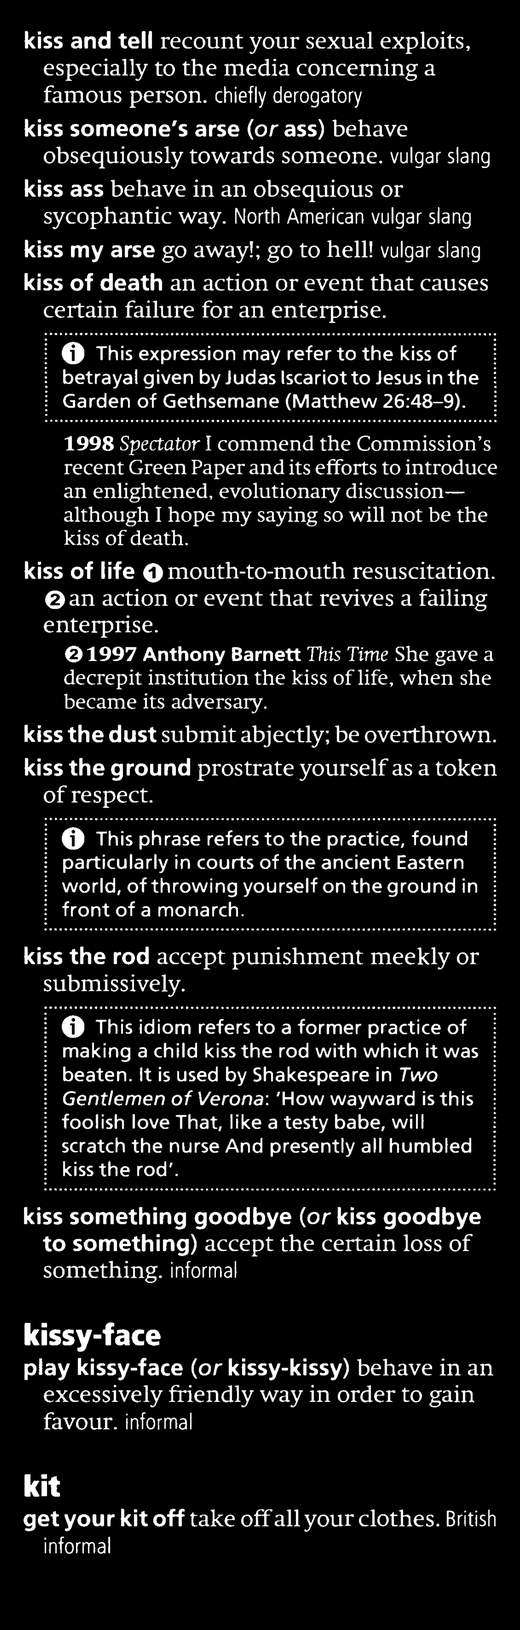 kiss and tell recount your sexual exploits,
especially to the media concerning a
famous person. chiefly derogatory
kiss someone's arse (or ass) behave
obsequiously towards someone. vulgar slang
kiss ass behave in an obsequious or
sycophantic way. North American vulgar slang
kiss my arse go away!; go to hell! vulgar slang
kiss of death an action or event that causes
certain failure for an enterprise.
ℹ This expression may refer to the kiss of
betrayal given by Judas Iscariot to Jesus in the
Garden of Gethsemane (Matthew 26:48–9).
1998 Spectator I commend the Commission's
recent Green Paper and its efforts to introduce
an enlightened, evolutionary discussion—
although I hope my saying so will not be the
kiss of death.
kiss of life ❶ mouth-to-mouth resuscitation.
❷ an action or event that revives a failing
enterprise.
❷ 1997 Anthony Barnett This Time She gave a
decrepit institution the kiss of life, when she
became its adversary.
kiss the dust submit abjectly; be overthrown.
kiss the ground prostrate yourself as a token
of respect.
ℹ This phrase refers to the practice, found
particularly in courts of the ancient Eastern
world, of throwing yourself on the ground in
front of a monarch.
kiss the rod accept punishment meekly or
submissively.
ℹ This idiom refers to a former practice of
making a child kiss the rod with which it was
beaten. It is used by Shakespeare in Two
Gentlemen of Verona: 'How wayward is this
foolish love That, like a testy babe, will
scratch the nurse And presently all humbled
kiss the rod'.
kiss something goodbye (or kiss goodbye
to something) accept the certain loss of
something. informal
kissy-face
play kissy-face (or kissy-kissy) behave in an
excessively friendly way in order to gain
favour. informal
kit
get your kit off take off all your clothes. British
informal